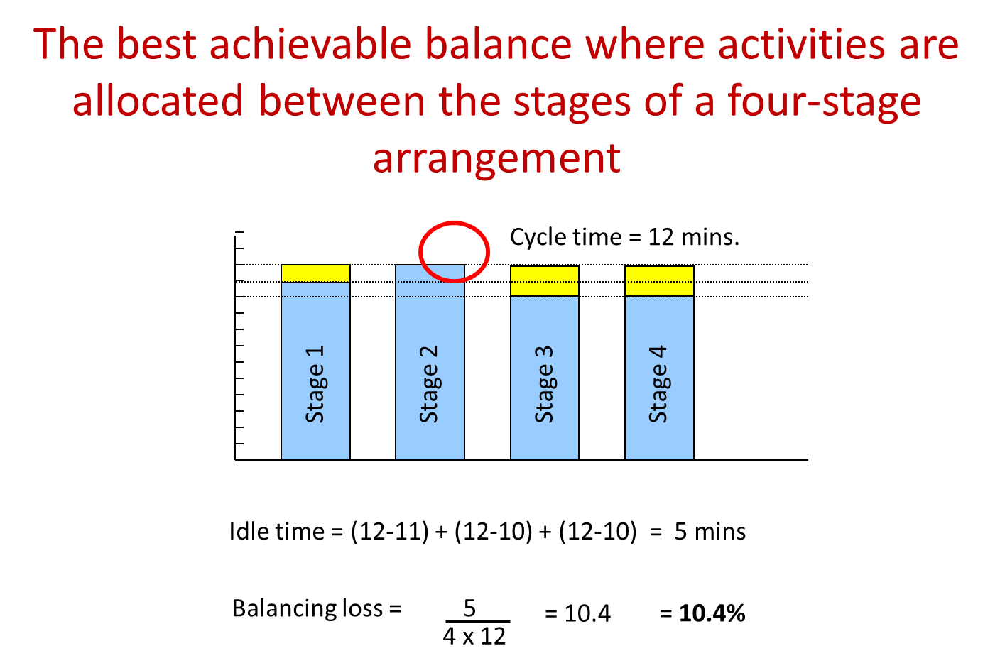 The best achievable balance where activities are
allocated between the stages of a four-stage
arrangement
Cycle time = 12 mins.
Stage 1
Stage 2
Stage 3
Stage 4
Idle time = (12-11) + (12-10) + (12-10) = 5 mins
Balancing loss = 5 = 10.4 = 10.4%
4 x 12